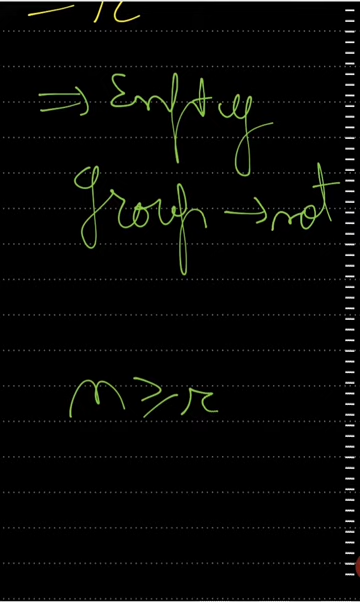 - r
⇒ Empty
group → not
n ≥ r